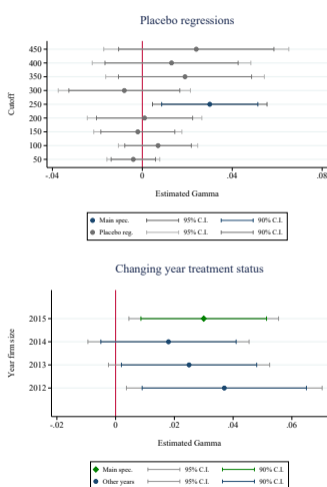 Placebo regressions
Cutoff
450
400
350
300
250
200
150
100
50
-.04 0 .04 .08
Estimated Gamma
Main spec. 95% C.I. 90% C.I.
Placebo reg. 95% C.I. 90% C.I.
Changing year treatment status
Year firm size
2015
2014
2013
2012
-.02 0 .02 .04 .06
Estimated Gamma
Main spec. 95% C.I. 90% C.I.
Other years 95% C.I. 90% C.I.